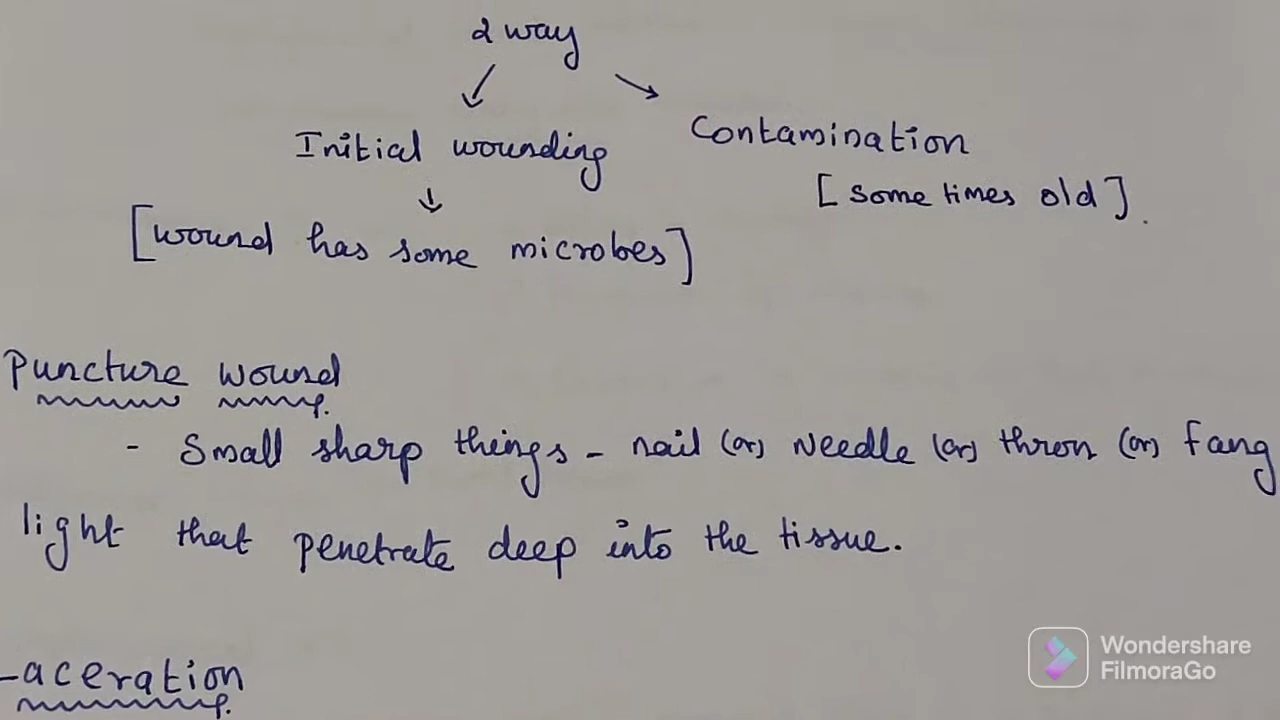 2 way
Initial wounding
Contamination
[some times old].
[wound has some microbes]
Puncture wound
- Small sharp things - nail (or) Needle (or) thron (or) fang
light that penetrate deep into the tissue.
-aceration
Wondershare
FilmoraGo